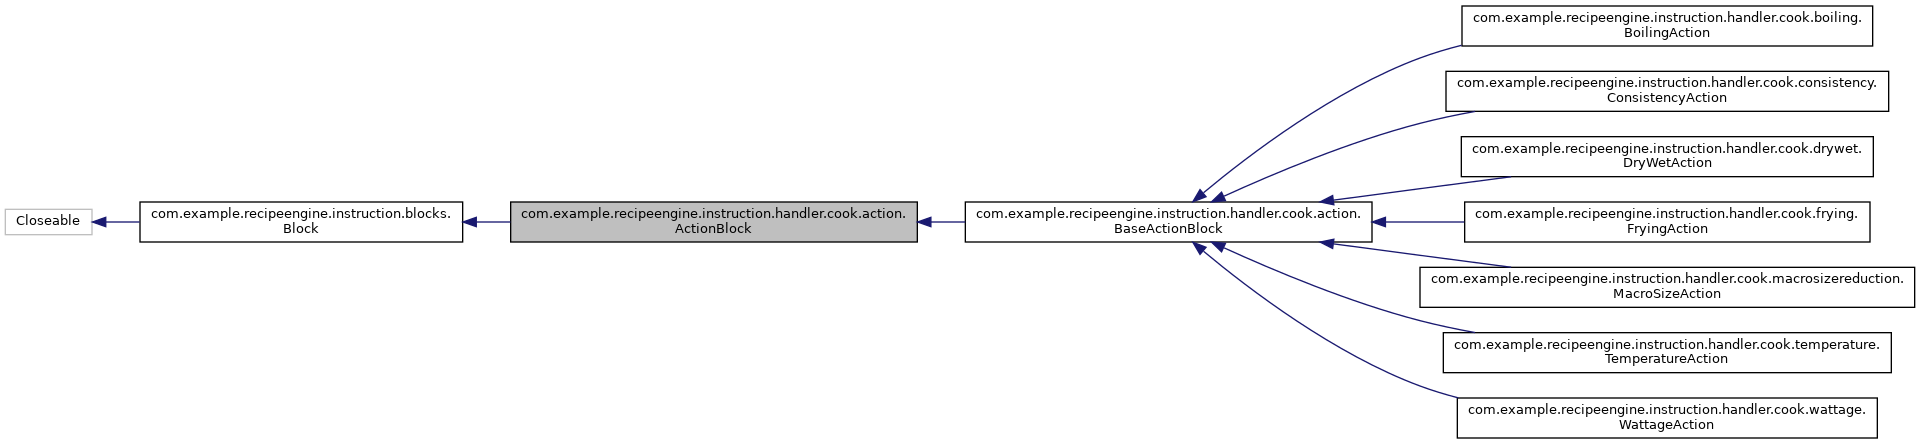 Closeable
com.example.recipeengine.instruction.blocks.
Block
com.example.recipeengine.instruction.handler.cook.action.
ActionBlock
com.example.recipeengine.instruction.handler.cook.action.
BaseActionBlock
com.example.recipeengine.instruction.handler.cook.boiling.
BoilingAction
com.example.recipeengine.instruction.handler.cook.consistency.
ConsistencyAction
com.example.recipeengine.instruction.handler.cook.drywet.
DryWetAction
com.example.recipeengine.instruction.handler.cook.frying.
FryingAction
com.example.recipeengine.instruction.handler.cook.macrosizereduction.
MacroSizeAction
com.example.recipeengine.instruction.handler.cook.temperature.
TemperatureAction
com.example.recipeengine.instruction.handler.cook.wattage.
WattageAction